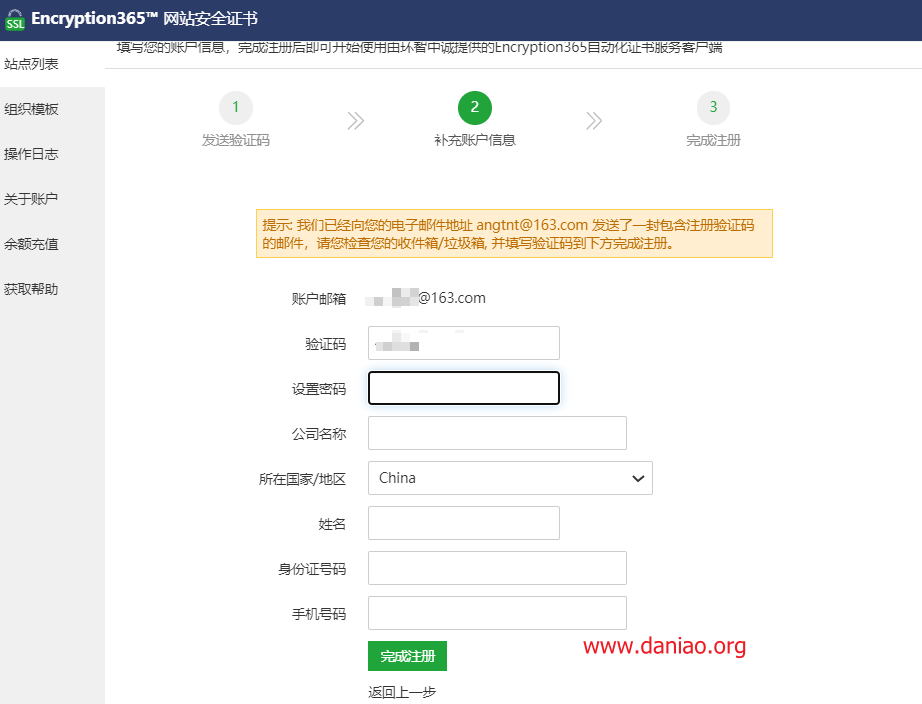 SSL
Encryption365™ 网站安全证书
填写您的账户信息，完成注册后即可开始使用由环智中诚提供的Encryption365自动化证书服务客户端
站点列表
组织模板
操作日志
关于账户
余额充值
获取帮助
1
2
3
发送验证码
补充账户信息
完成注册
提示: 我们已经向您的电子邮件地址 angtnt@163.com 发送了一封包含注册验证码
的邮件，请您检查您的收件箱/垃圾箱, 并填写验证码到下方完成注册。
账户邮箱 @163.com
验证码
设置密码
公司名称
所在国家/地区 China
姓名
身份证号码
手机号码
www.daniao.org
完成注册
返回上一步